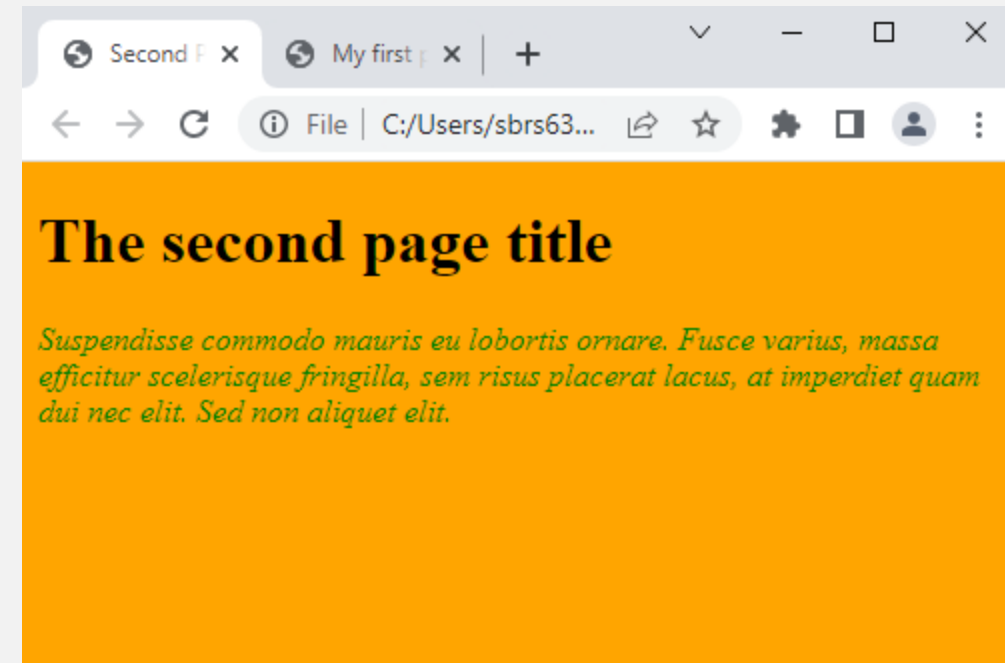 Second P
My first p
File
C:/Users/sbrs63...
The second page title
Suspendisse commodo mauris eu lobortis ornare. Fusce varius, massa
efficitur scelerisque fringilla, sem risus placerat lacus, at imperdiet quam
dui nec elit. Sed non aliquet elit.